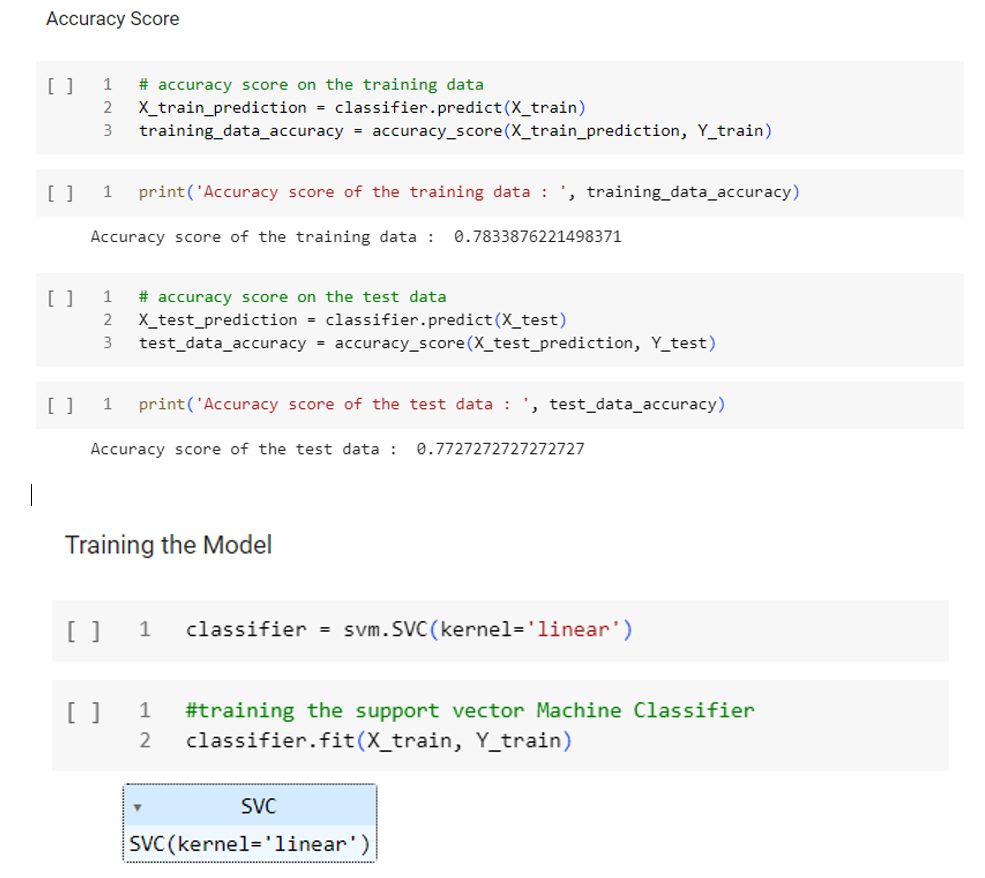 Accuracy Score
[ ] 1 # accuracy score on the training data
2 X_train_prediction = classifier.predict(X_train)
3 training_data_accuracy = accuracy_score(X_train_prediction, Y_train)
[ ] 1 print('Accuracy score of the training data : ', training_data_accuracy)
Accuracy score of the training data :  0.7833876221498371
[ ] 1 # accuracy score on the test data
2 X_test_prediction = classifier.predict(X_test)
3 test_data_accuracy = accuracy_score(X_test_prediction, Y_test)
[ ] 1 print('Accuracy score of the test data : ', test_data_accuracy)
Accuracy score of the test data :  0.7727272727272727
Training the Model
[ ] 1 classifier = svm.SVC(kernel='linear')
[ ] 1 #training the support vector Machine Classifier
2 classifier.fit(X_train, Y_train)
▾ SVC
SVC(kernel='linear')